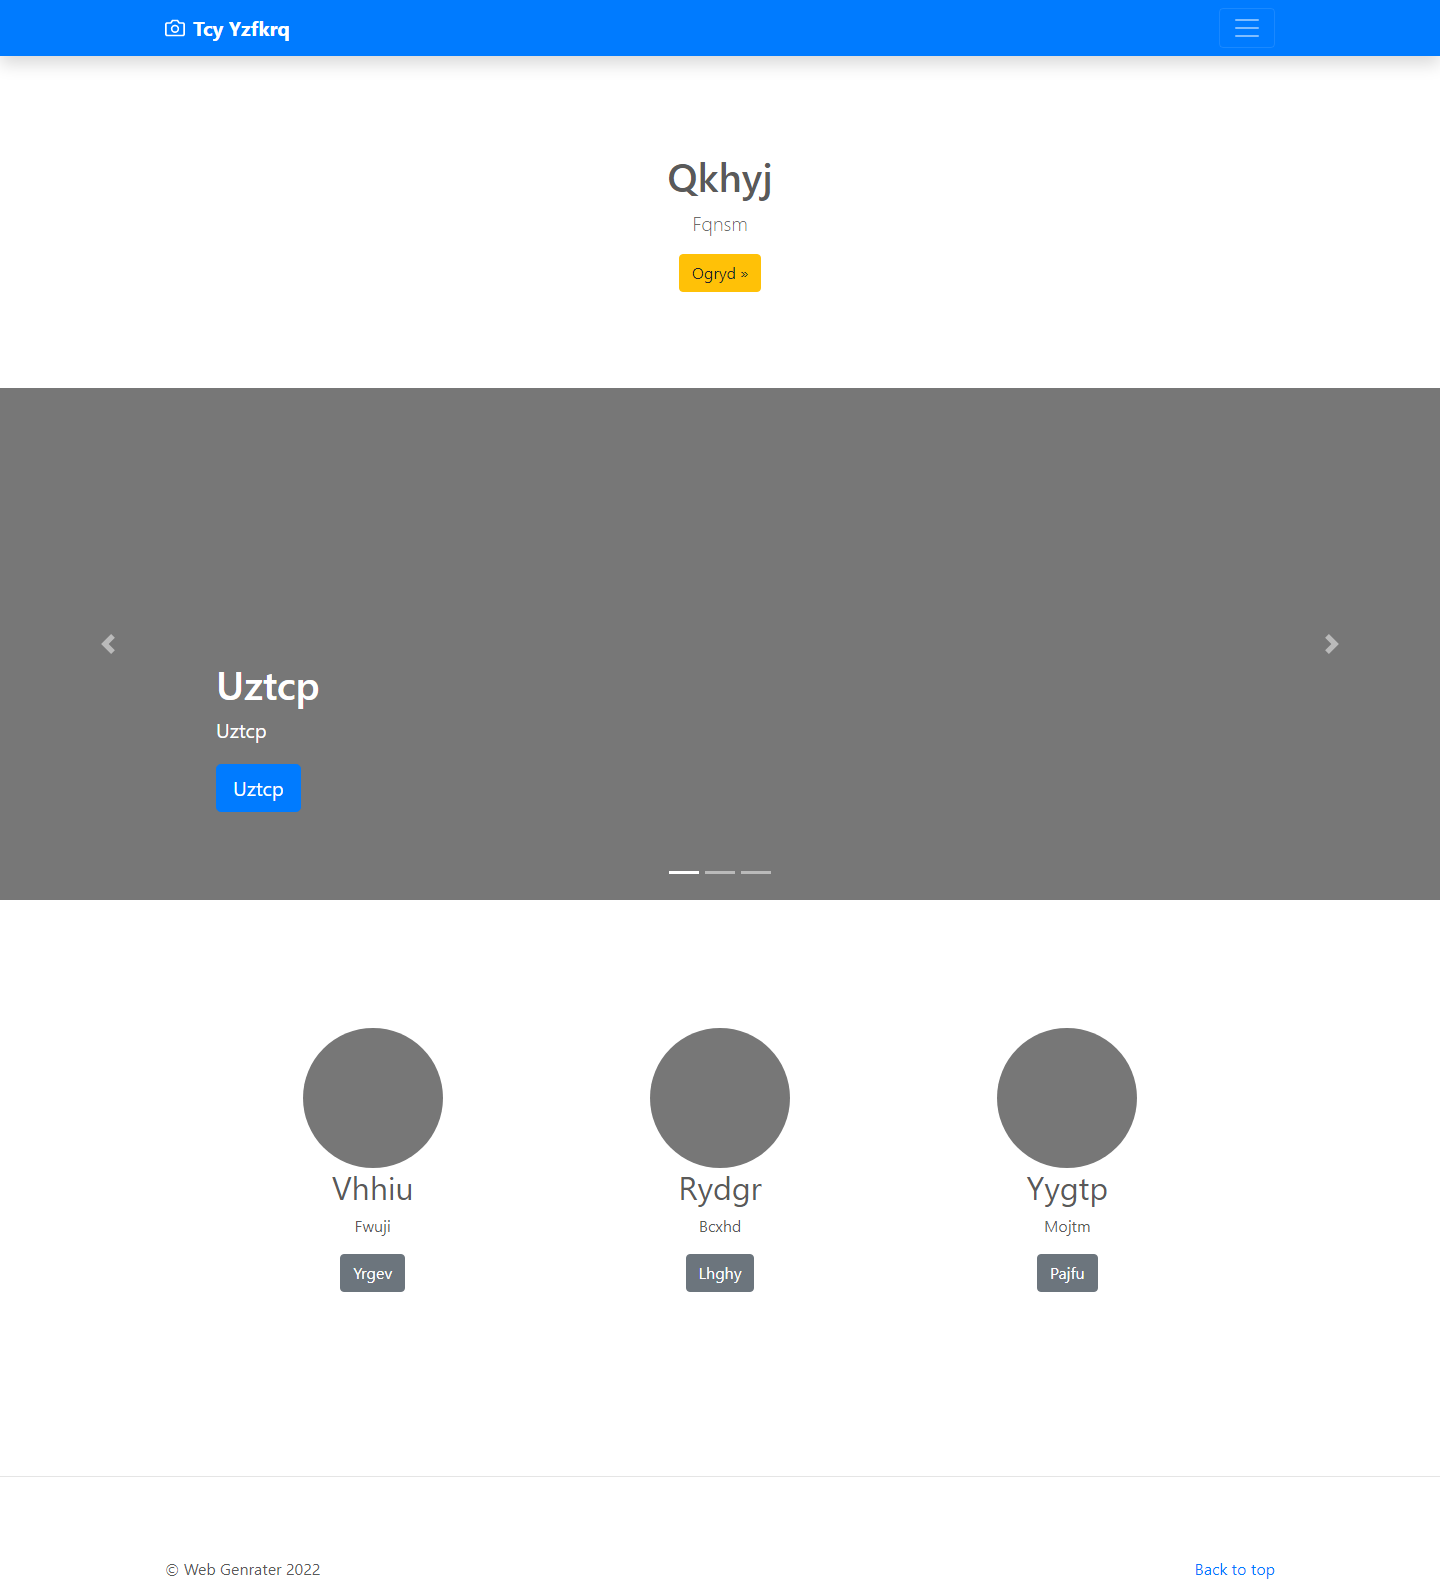 Tcy Yzfkrq
Qkhyj
Fqnsm
Ogryd »
Uztcp
Uztcp
Uztcp
Vhhiu
Fwuji
Yrgev
Rydgr
Bcxhd
Lhghy
Yygtp
Mojtm
Pajfu
© Web Genrater 2022
Back to top